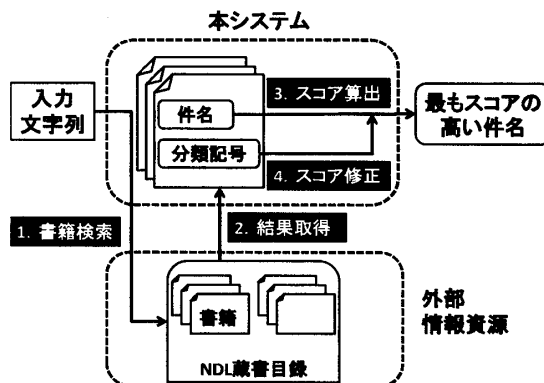 本システム
入力
文字列
件名
分類記号
3. スコア算出
4. スコア修正
最もスコアの
高い件名
1. 書籍検索
2. 結果取得
書籍
NDL蔵書目録
外部
情報資源